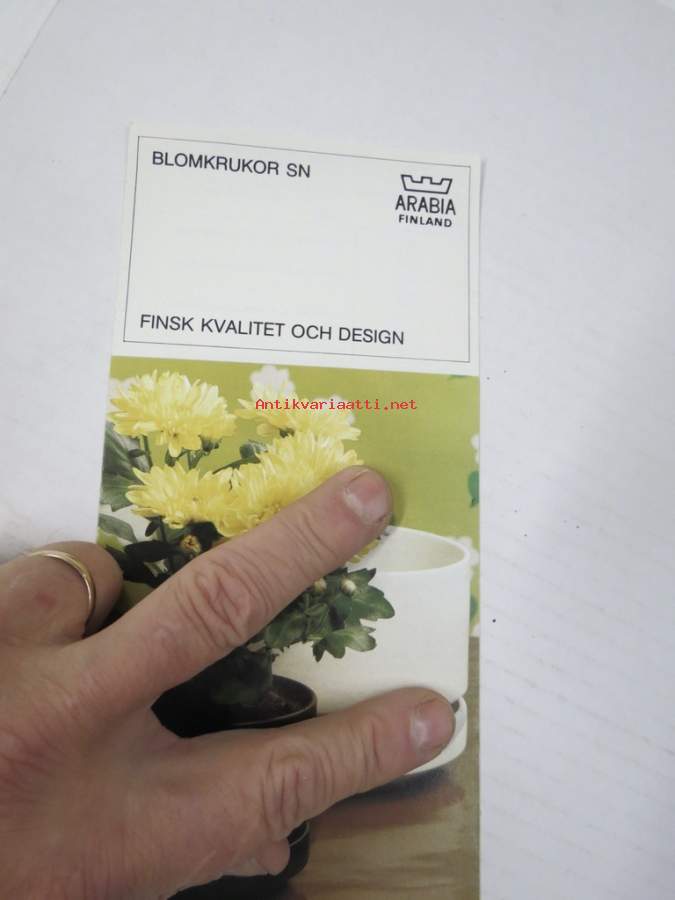 BLOMKRUKOR SN
ARABIA
FINLAND
FINSK KVALITET OCH DESIGN
Antikvariaatti.net